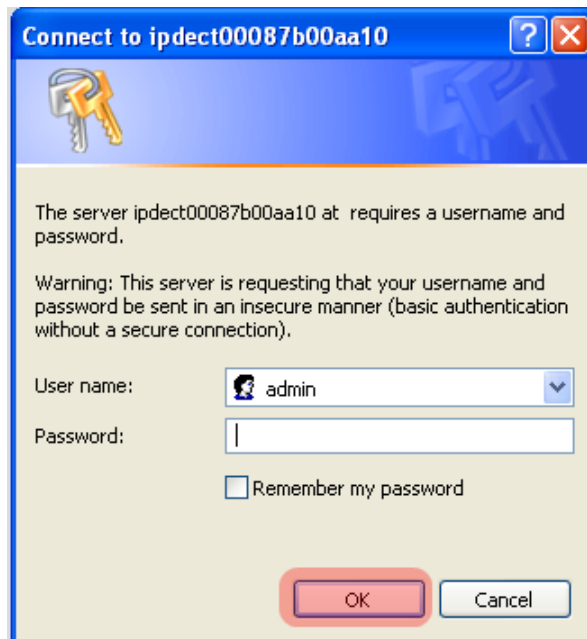 Connect to ipdect00087b00aa10
The server ipdect00087b00aa10 at  requires a username and
password.
Warning: This server is requesting that your username and
password be sent in an insecure manner (basic authentication
without a secure connection).
User name:
admin
Password:
Remember my password
OK
Cancel